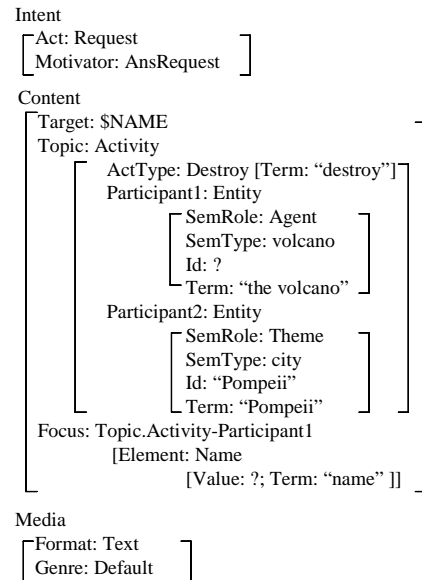 Intent
Act: Request
Motivator: AnsRequest
Content
Target: $NAME
Topic: Activity
ActType: Destroy [Term: “destroy”]
Participant1: Entity
SemRole: Agent
SemType: volcano
Id: ?
Term: “the volcano”
Participant2: Entity
SemRole: Theme
SemType: city
Id: “Pompeii”
Term: “Pompeii”
Focus: Topic.Activity-Participant1
[Element: Name
[Value: ?; Term: “name” ]]
Media
Format: Text
Genre: Default